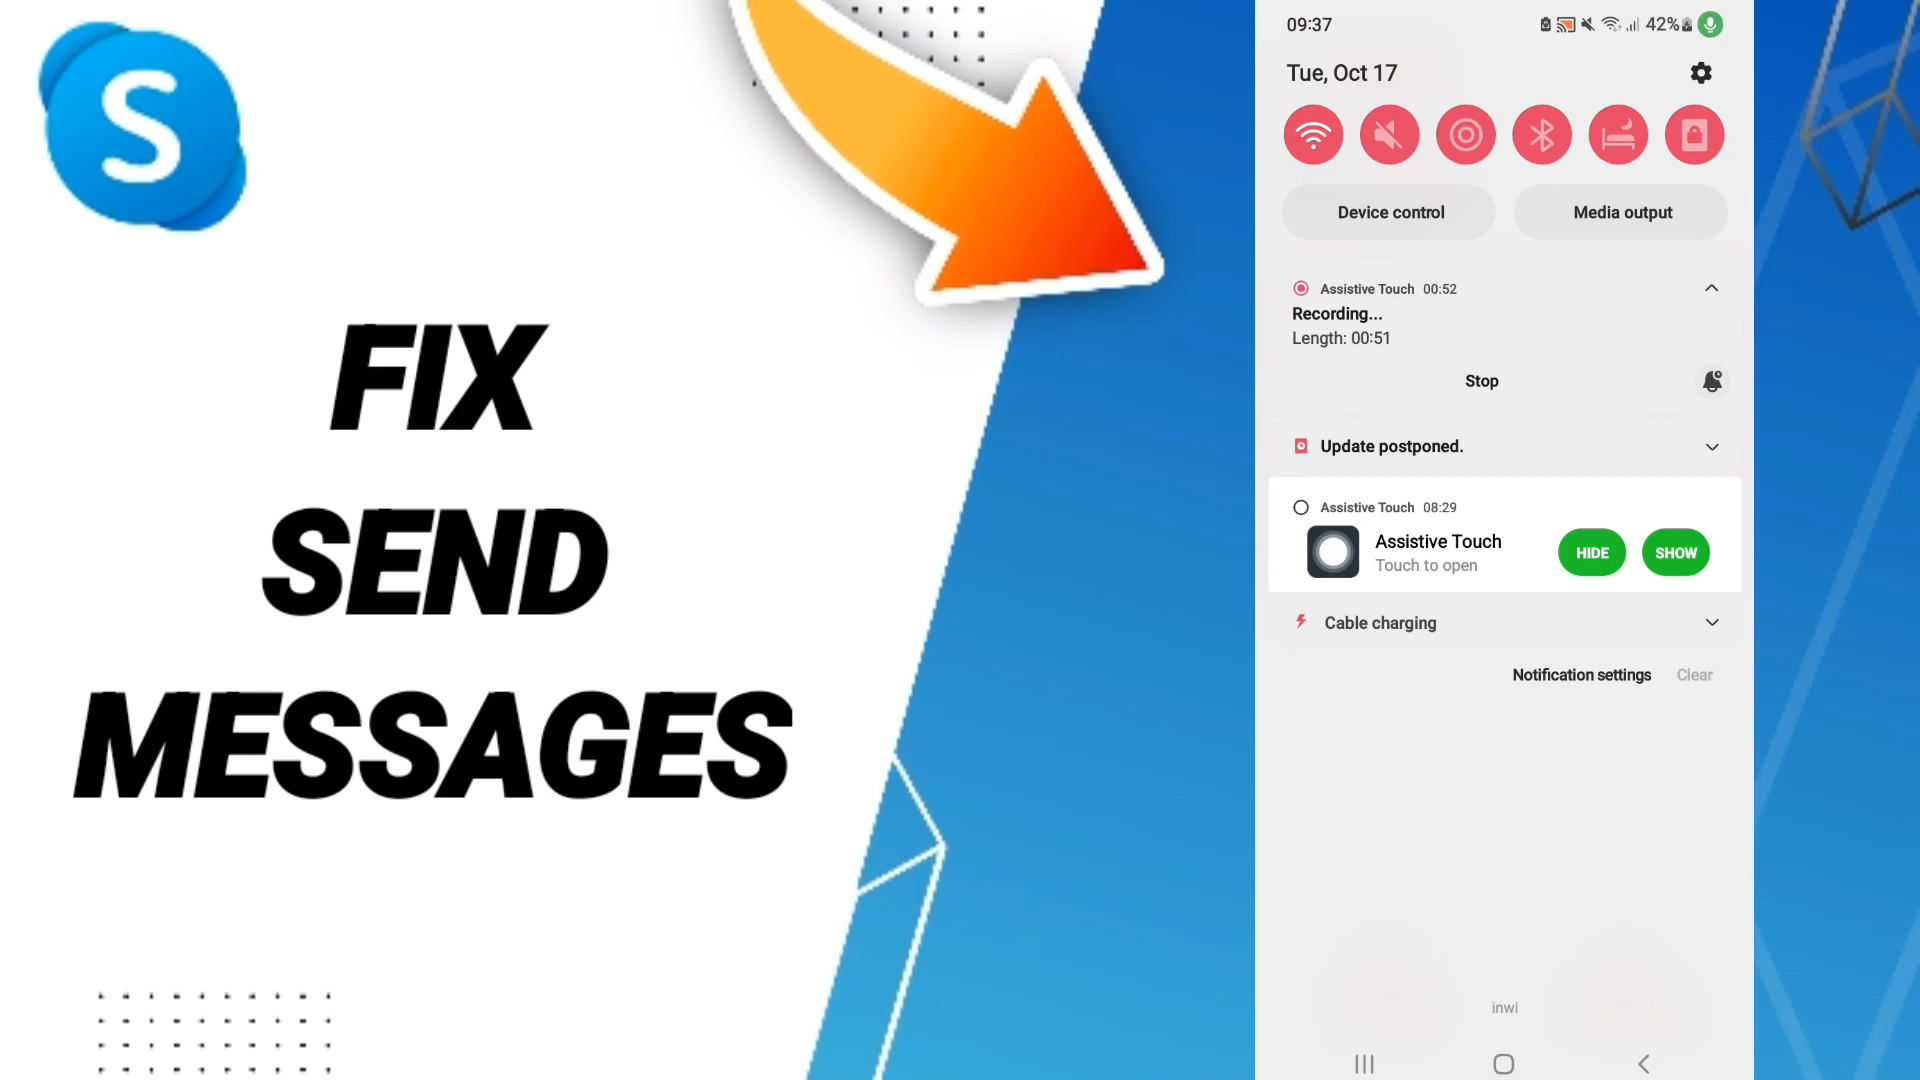 S
FIX
SEND
MESSAGES
09:37
42%
Tue, Oct 17
Device control
Media output
Assistive Touch 00:52
Recording...
Length: 00:51
Stop
Update postponed.
Assistive Touch 08:29
Assistive Touch
Touch to open
HIDE
SHOW
Cable charging
Notification settings
Clear
inwi